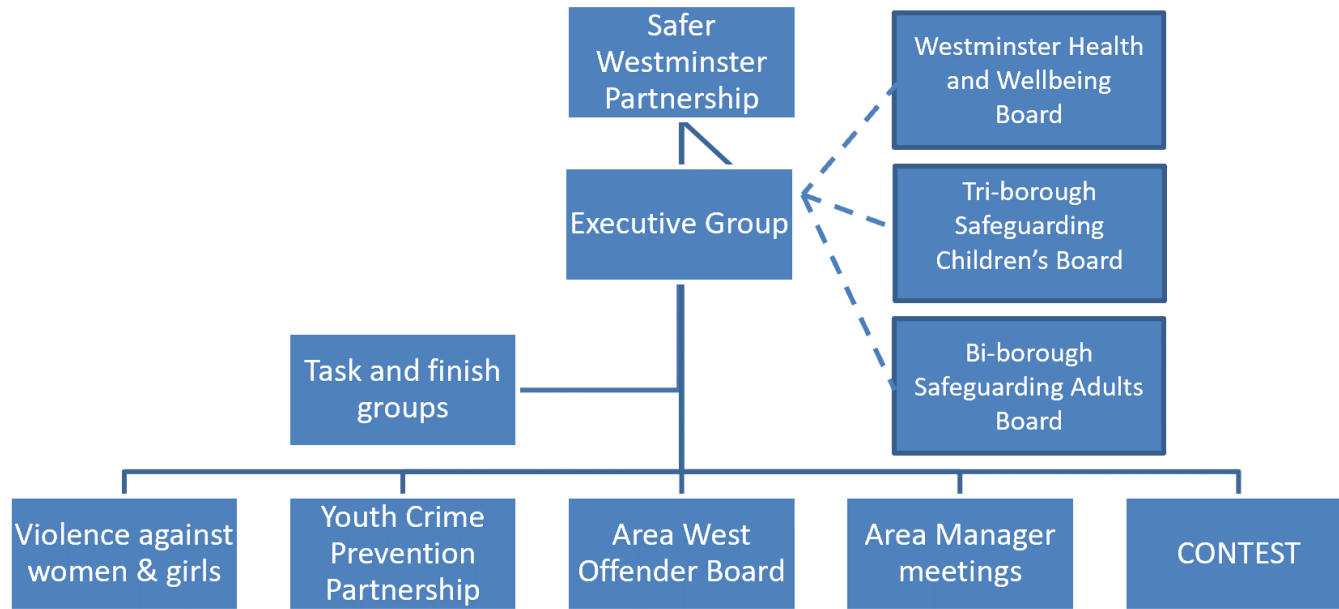 Safer
Westminster
Partnership
Westminster Health
and Wellbeing
Board
Executive Group
Tri-borough
Safeguarding
Children’s Board
Bi-borough
Safeguarding Adults
Board
Task and finish
groups
Violence against
women & girls
Youth Crime
Prevention
Partnership
Area West
Offender Board
Area Manager
meetings
CONTEST